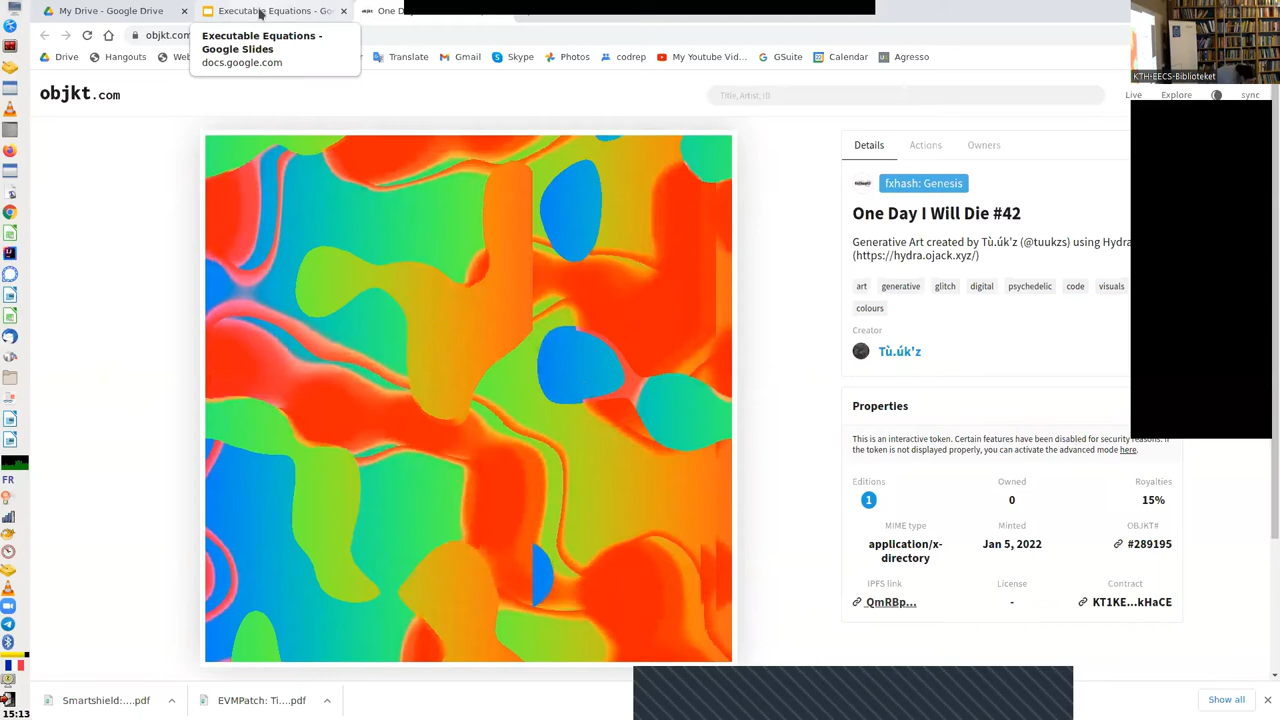 My Drive - Google Drive
Executable Equations - Go
One D
Executable Equations -
Google Slides
docs.google.com
objkt.com
Drive
Hangouts
Web
Translate
Gmail
Skype
Photos
codrep
My Youtube Vid...
GSuite
Calendar
Agresso
KTH-EECS-Biblioteket
objkt.com
Title, Artist, ID
Live
Explore
sync
Details
Actions
Owners
fxhash: Genesis
One Day I Will Die #42
Generative Art created by Tù.úk'z (@tuukzs) using Hydra
(https://hydra.ojack.xyz/)
art
generative
glitch
digital
psychedelic
code
visuals
colours
Creator
Tù.úk'z
Properties
This is an interactive token. Certain features have been disabled for security reasons. If
the token is not displayed properly, you can activate the advanced mode here.
Editions
Owned
Royalties
1
0
15%
MIME type
Minted
OBJKT#
application/x-
directory
Jan 5, 2022
#289195
IPFS link
License
Contract
QmRBp...
-
KT1KE...kHaCE
FR
15:13
Smartshield:....pdf
EVMPatch: Ti....pdf
Show all